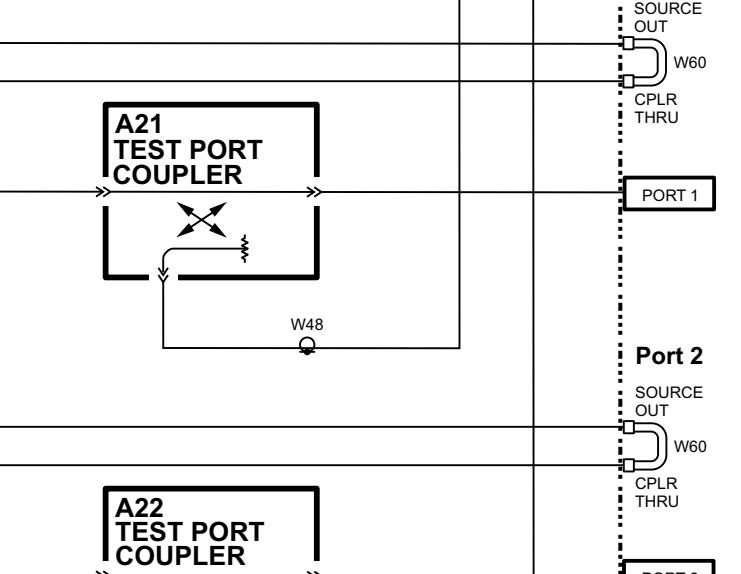 SOURCE
OUT
W60
CPLR
THRU
A21
TEST PORT
COUPLER
PORT 1
W48
Port 2
SOURCE
OUT
W60
CPLR
THRU
A22
TEST PORT
COUPLER